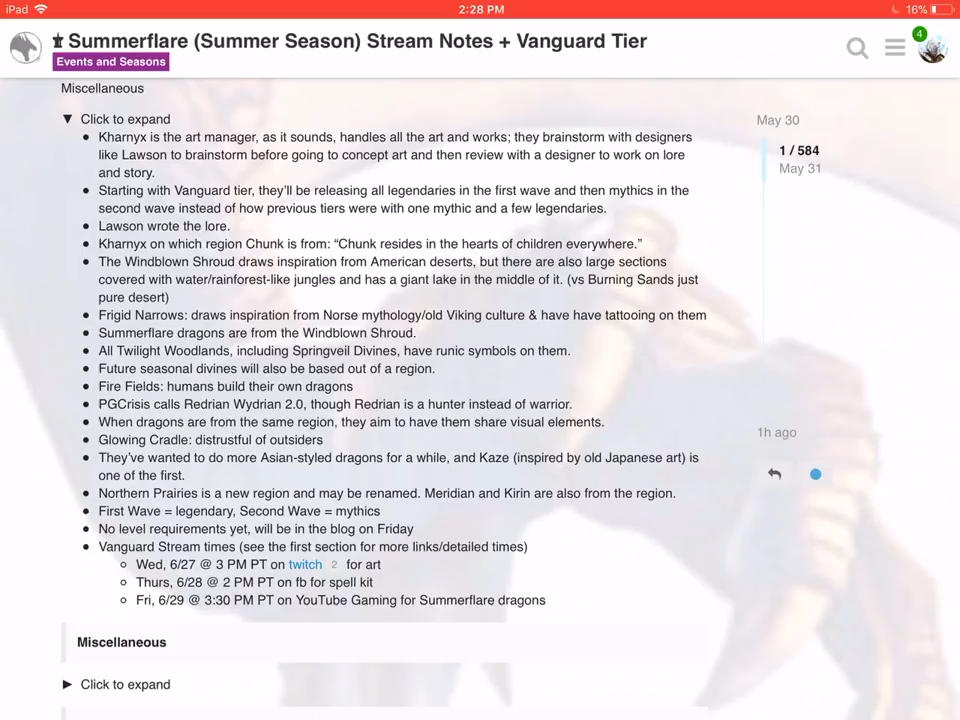 iPad
2:28 PM
16%
Summerflare (Summer Season) Stream Notes + Vanguard Tier
4
Events and Seasons
Miscellaneous
▼ Click to expand
May 30
• Kharnyx is the art manager, as it sounds, handles all the art and works; they brainstorm with designers
like Lawson to brainstorm before going to concept art and then review with a designer to work on lore
and story.
1 / 584
May 31
• Starting with Vanguard tier, they'll be releasing all legendaries in the first wave and then mythics in the
second wave instead of how previous tiers were with one mythic and a few legendaries.
• Lawson wrote the lore.
• Kharnyx on which region Chunk is from: “Chunk resides in the hearts of children everywhere.”
• The Windblown Shroud draws inspiration from American deserts, but there are also large sections
covered with water/rainforest-like jungles and has a giant lake in the middle of it. (vs Burning Sands just
pure desert)
• Frigid Narrows: draws inspiration from Norse mythology/old Viking culture & have have tattooing on them
• Summerflare dragons are from the Windblown Shroud.
• All Twilight Woodlands, including Springveil Divines, have runic symbols on them.
• Future seasonal divines will also be based out of a region.
• Fire Fields: humans build their own dragons
• PGCrisis calls Redrian Wydrian 2.0, though Redrian is a hunter instead of warrior.
• When dragons are from the same region, they aim to have them share visual elements.
1h ago
• Glowing Cradle: distrustful of outsiders
• They've wanted to do more Asian-styled dragons for a while, and Kaze (inspired by old Japanese art) is
one of the first.
• Northern Prairies is a new region and may be renamed. Meridian and Kirin are also from the region.
• First Wave = legendary, Second Wave = mythics
• No level requirements yet, will be in the blog on Friday
• Vanguard Stream times (see the first section for more links/detailed times)
○ Wed, 6/27 @ 3 PM PT on twitch 2 for art
○ Thurs, 6/28 @ 2 PM PT on fb for spell kit
○ Fri, 6/29 @ 3:30 PM PT on YouTube Gaming for Summerflare dragons
Miscellaneous
▶ Click to expand